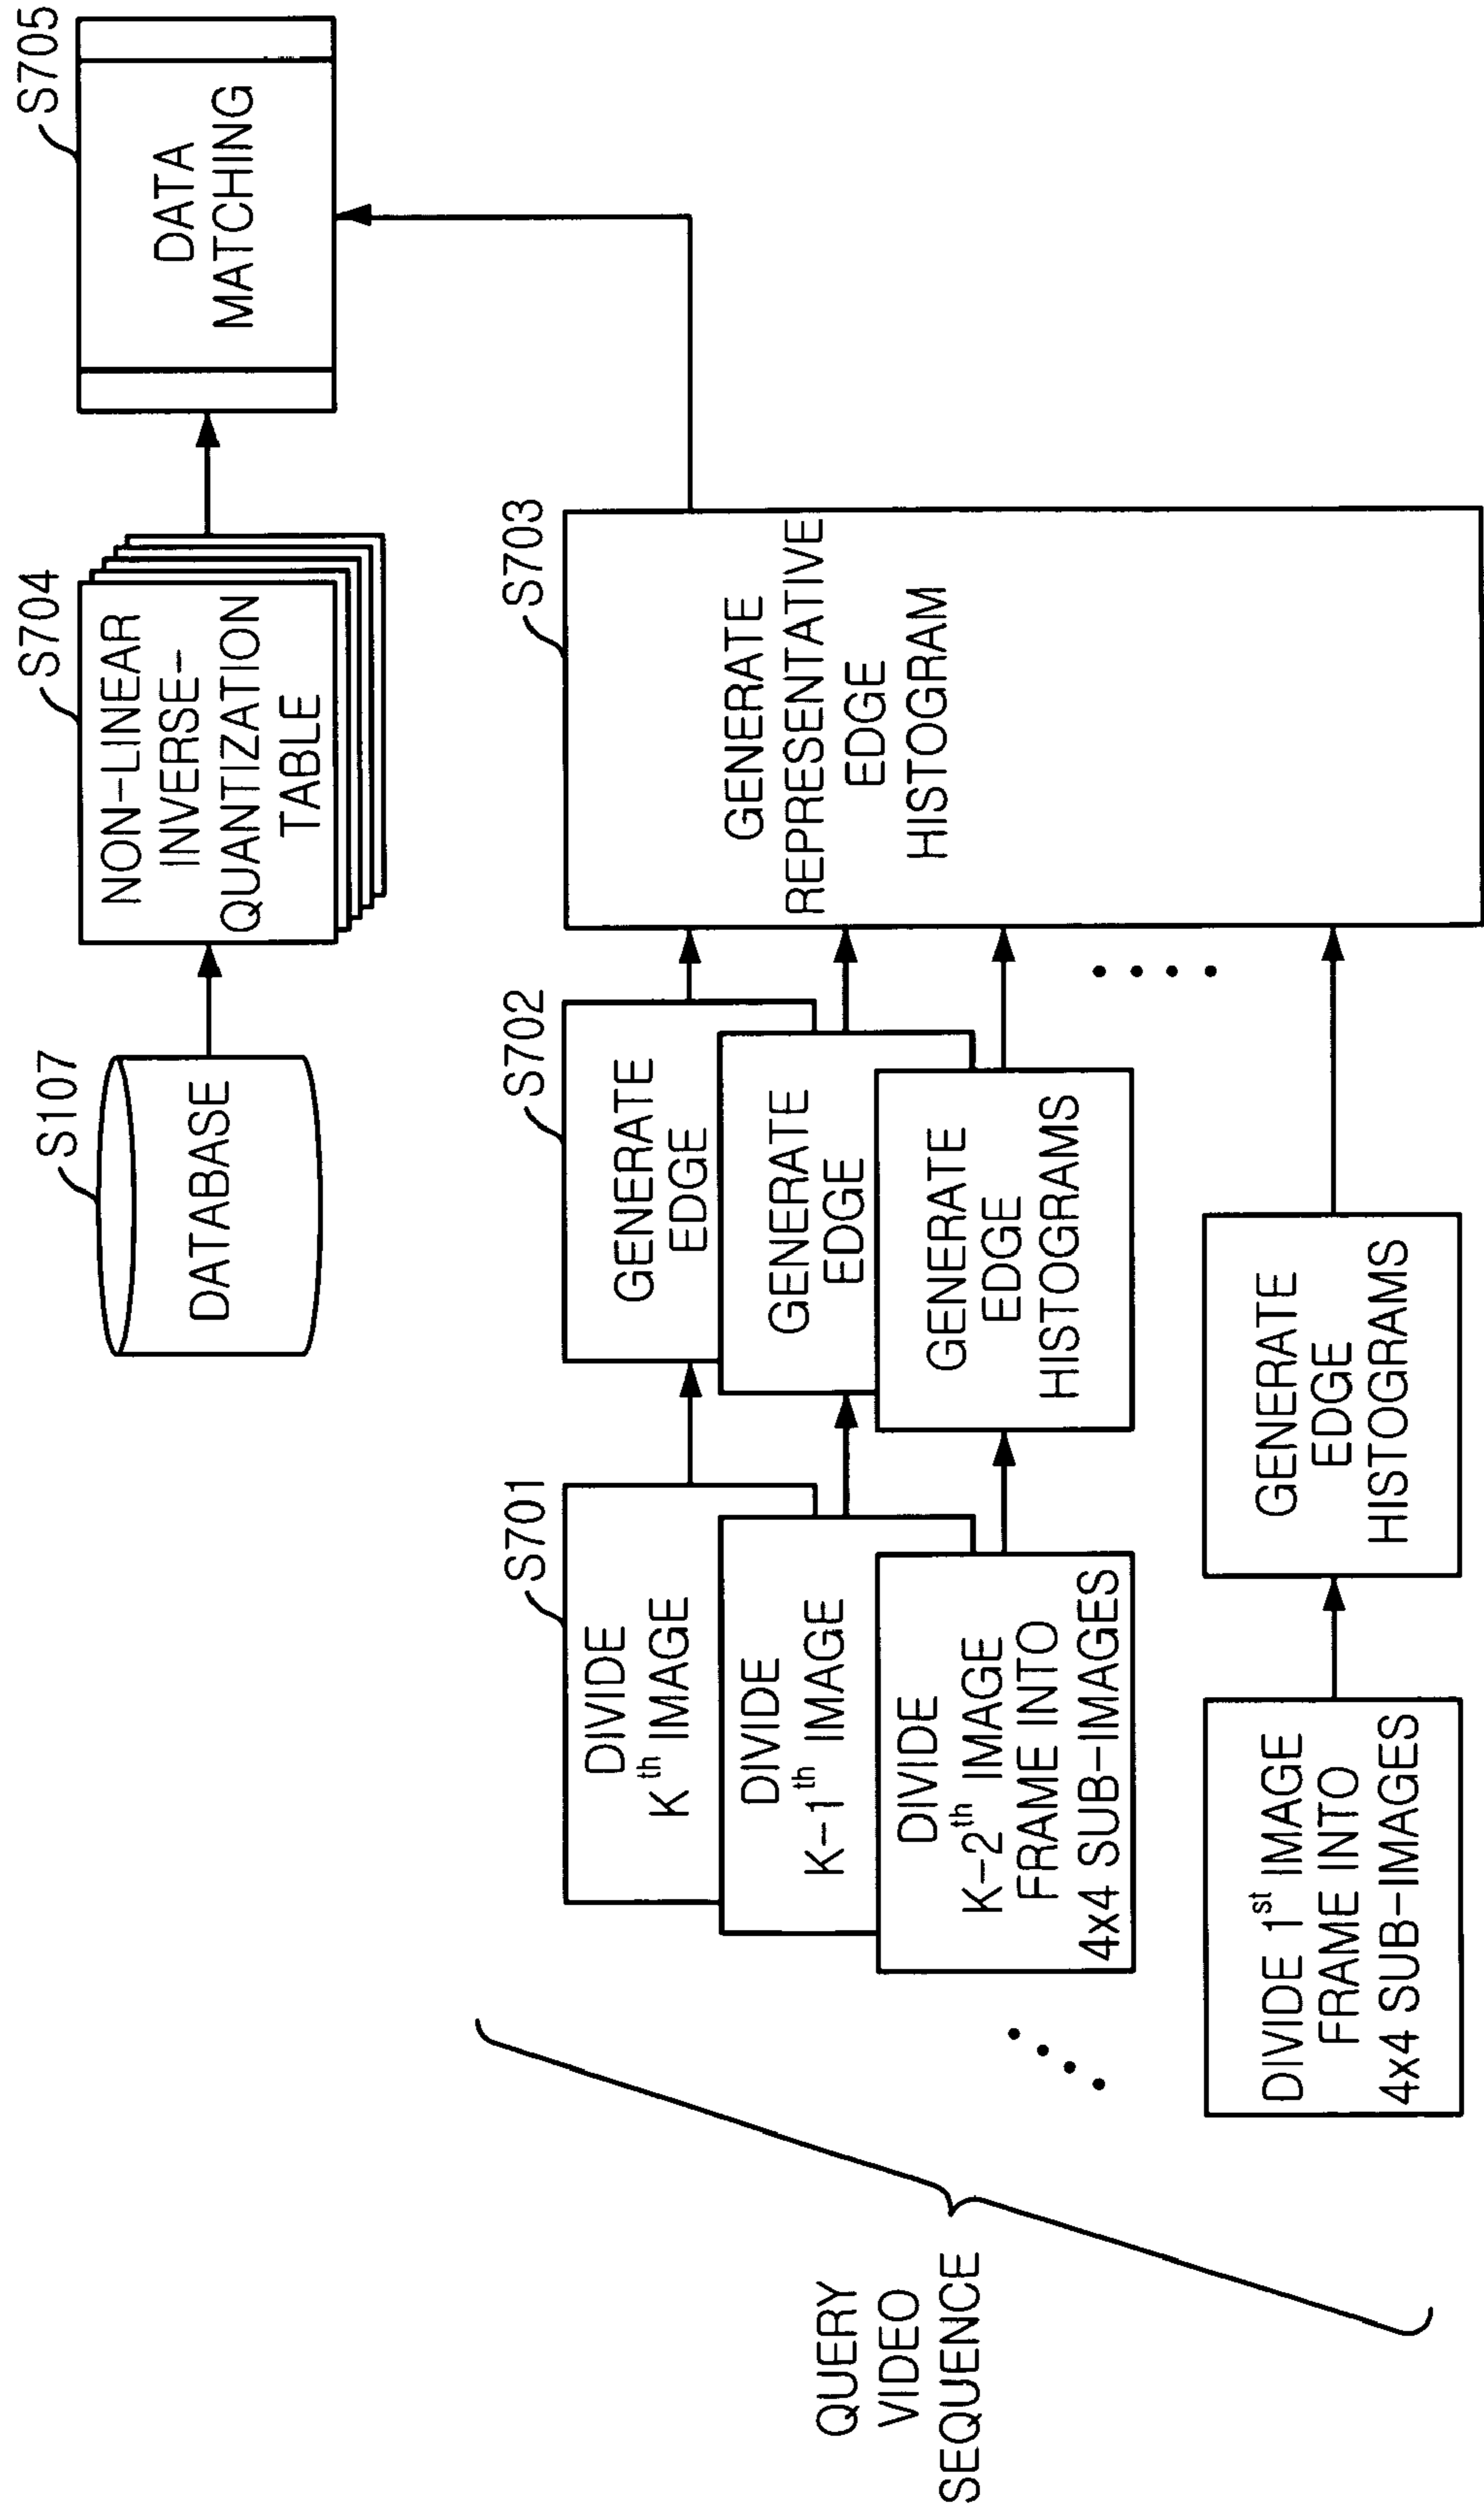 S107
DATABASE
S704
NON-LINEAR
INVERSE-
QUANTIZATION
TABLE
S705
DATA
MATCHING
QUERY
VIDEO
SEQUENCE
S701
DIVIDE
Kth IMAGE
DIVIDE
K-1th IMAGE
DIVIDE
K-2th IMAGE
FRAME INTO
4x4 SUB-IMAGES
DIVIDE 1st IMAGE
FRAME INTO
4x4 SUB-IMAGES
S702
GENERATE
EDGE
GENERATE
EDGE
GENERATE
EDGE
HISTOGRAMS
GENERATE
EDGE
HISTOGRAMS
S703
GENERATE
REPRESENTATIVE
EDGE
HISTOGRAM